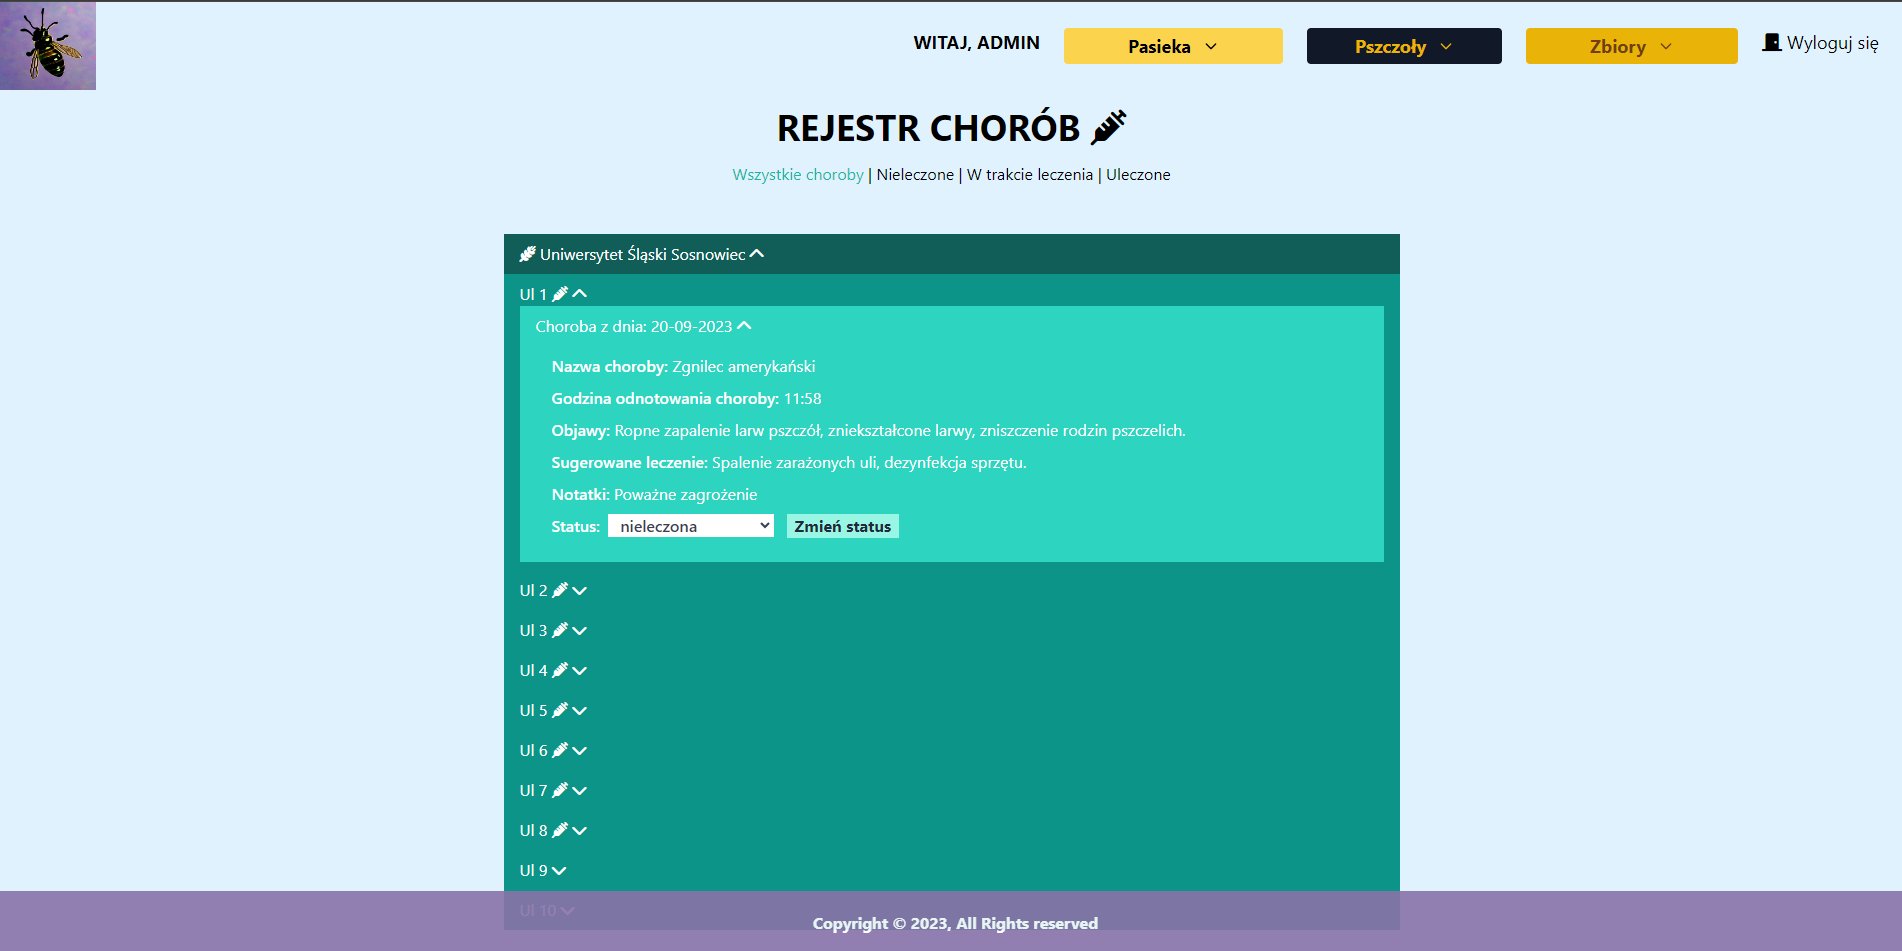 WITAJ, ADMIN Pasieka Pszczoły Zbiory Wyloguj się
REJESTR CHORÓB
Wszystkie choroby | Nieleczone | W trakcie leczenia | Uleczone
Uniwersytet Śląski Sosnowiec
Ul 1
Choroba z dnia: 20-09-2023
Nazwa choroby: Zgnilec amerykański
Godzina odnotowania choroby: 11:58
Objawy: Ropne zapalenie larw pszczół, zniekształcone larwy, zniszczenie rodzin pszczelich.
Sugerowane leczenie: Spalenie zarażonych uli, dezynfekcja sprzętu.
Notatki: Poważne zagrożenie
Status: nieleczona Zmień status
Ul 2
Ul 3
Ul 4
Ul 5
Ul 6
Ul 7
Ul 8
Ul 9
Ul 10
Copyright © 2023, All Rights reserved